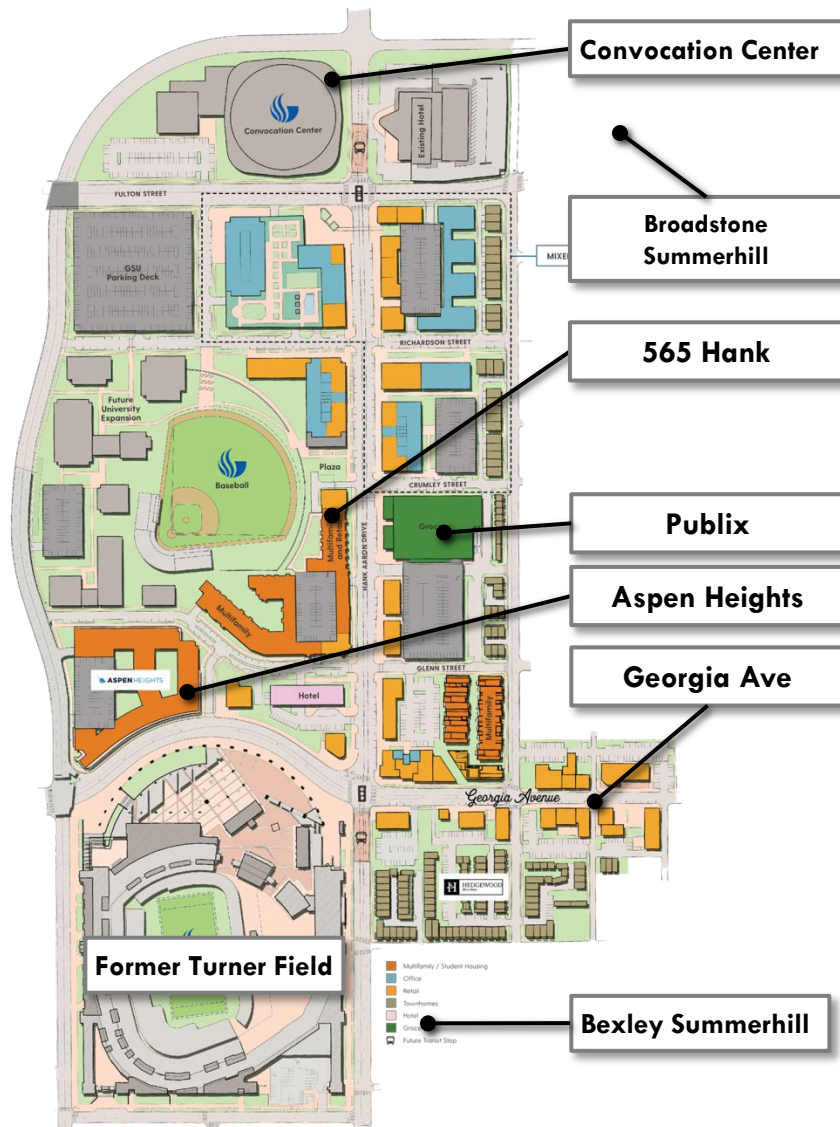 Convocation Center
Convocation Center
Existing Hotel
FULTON STREET
Broadstone
Summerhill
GSU
Parking Deck
MIXE
RICHARDSON STREET
565 Hank
Future
University
Expansion
Baseball
Plaza
CRUMLEY STREET
Multifamily
and Retail
Groc
Publix
HANK AARON DRIVE
Aspen Heights
Multifamily
GLENN STREET
ASPEN HEIGHTS
Hotel
Georgia Ave
Multifamily
Georgia Avenue
HEDGEWOOD
Former Turner Field
Multifamily / Student Housing
Office
Retail
Townhomes
Hotel
Groc
Future Transit Stop
Bexley Summerhill